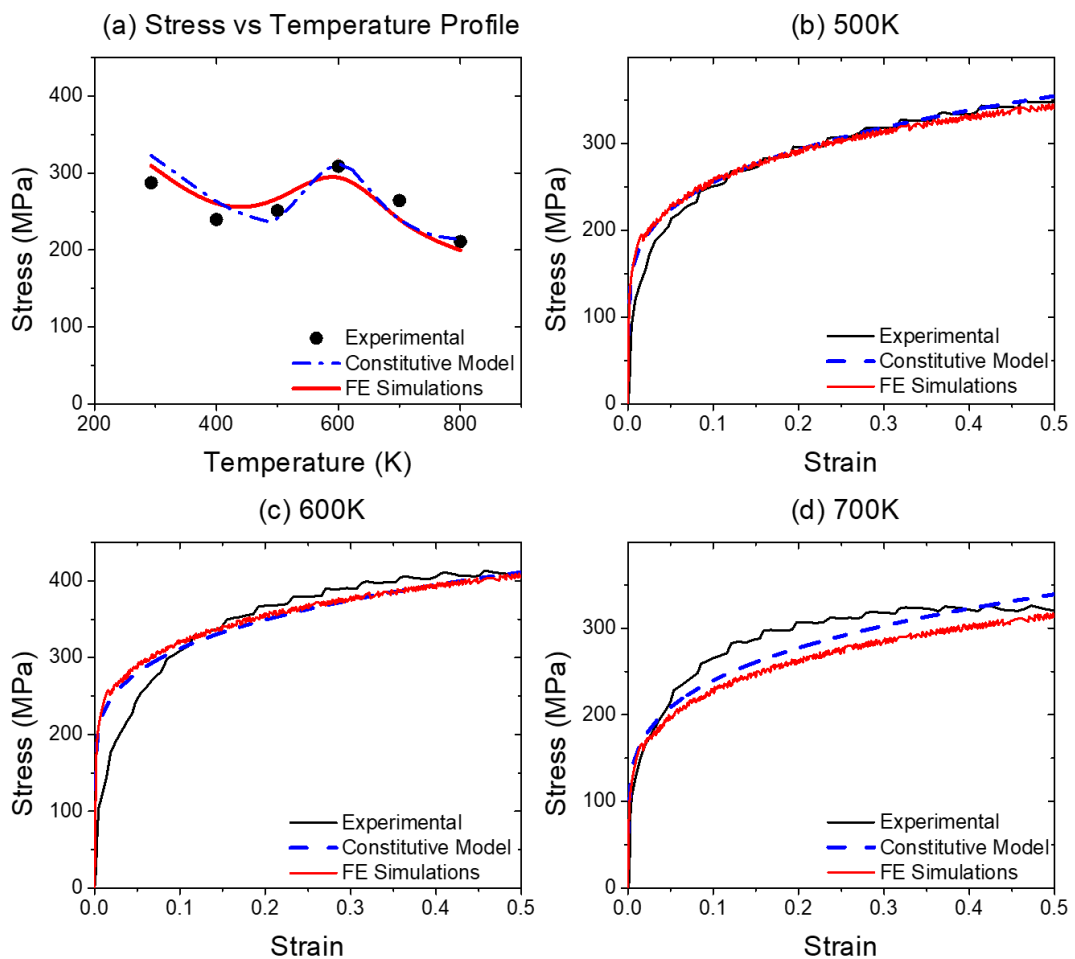 (a) Stress vs Temperature Profile
Stress (MPa)
400
300
200
100
0
200
400
600
800
Temperature (K)
Experimental
Constitutive Model
FE Simulations
(b) 500K
Stress (MPa)
300
200
100
0
0.0
0.1
0.2
0.3
0.4
0.5
Strain
Experimental
Constitutive Model
FE Simulations
(c) 600K
Stress (MPa)
400
300
200
100
0
0.0
0.1
0.2
0.3
0.4
0.5
Strain
Experimental
Constitutive Model
FE Simulations
(d) 700K
Stress (MPa)
300
200
100
0
0.0
0.1
0.2
0.3
0.4
0.5
Strain
Experimental
Constitutive Model
FE Simulations